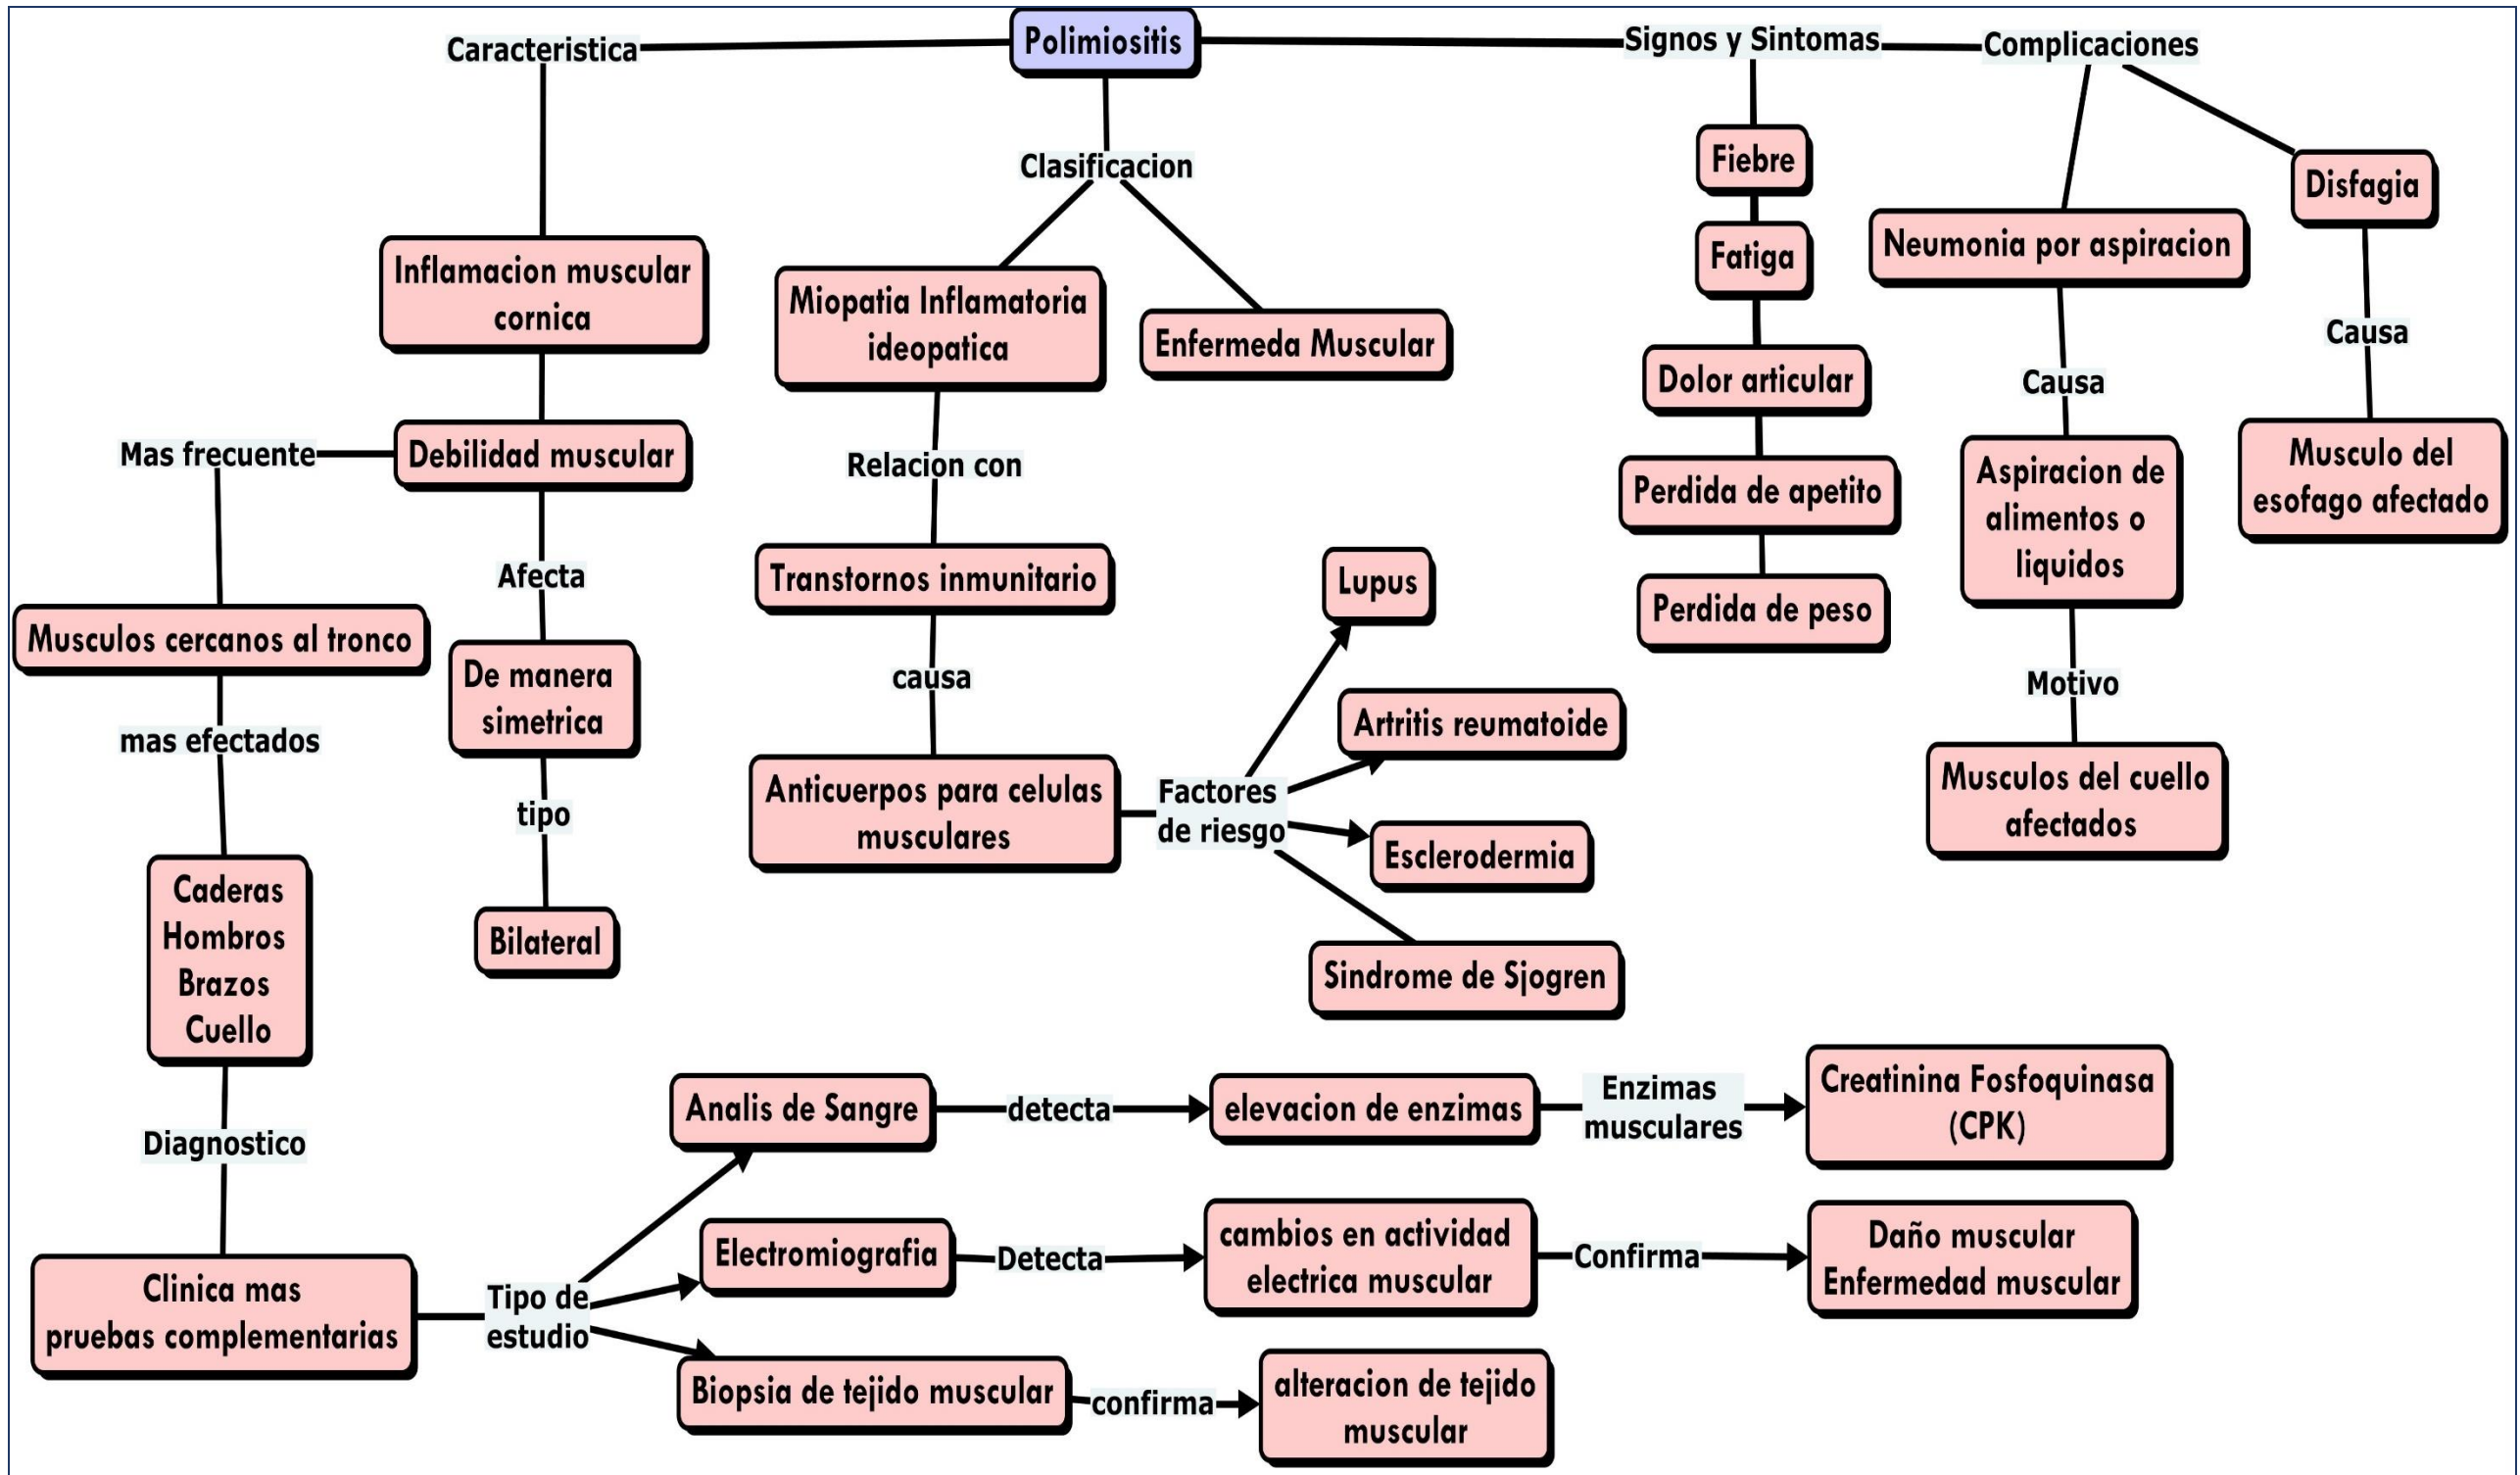 Polimiositis
Caracteristica
Inflamacion muscular
cornica
Debilidad muscular
Mas frecuente
Musculos cercanos al tronco
mas efectados
Caderas
Hombros
Brazos
Cuello
Diagnostico
Clinica mas
pruebas complementarias
Tipo de
estudio
Analis de Sangre
detecta
elevacion de enzimas
Enzimas
musculares
Creatinina Fosfoquinasa
(CPK)
Electromiografia
Detecta
cambios en actividad
electrica muscular
Confirma
Daño muscular
Enfermedad muscular
Biopsia de tejido muscular
confirma
alteracion de tejido
muscular
Afecta
De manera
simetrica
tipo
Bilateral
Clasificacion
Miopatia Inflamatoria
ideopatica
Enfermeda Muscular
Relacion con
Transtornos inmunitario
causa
Anticuerpos para celulas
musculares
Factores
de riesgo
Lupus
Artritis reumatoide
Esclerodermia
Sindrome de Sjogren
Signos y Sintomas
Fiebre
Fatiga
Dolor articular
Perdida de apetito
Perdida de peso
Complicaciones
Neumonia por aspiracion
Causa
Aspiracion de
alimentos o
liquidos
Motivo
Musculos del cuello
afectados
Disfagia
Causa
Musculo del
esofago afectado